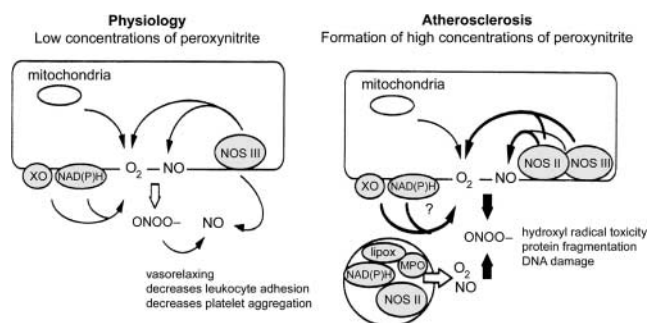 Physiology
Low concentrations of peroxynitrite
mitochondria
NOS III
XO
NAD(P)H
O2
NO
ONOO–
NO
vasorelaxing
decreases leukocyte adhesion
decreases platelet aggregation
Atherosclerosis
Formation of high concentrations of peroxynitrite
mitochondria
NOS II
NOS III
XO
NAD(P)H
O2
NO
?
ONOO–
hydroxyl radical toxicity
protein fragmentation
DNA damage
lipox
MPO
NAD(P)H
NOS II
O2
NO